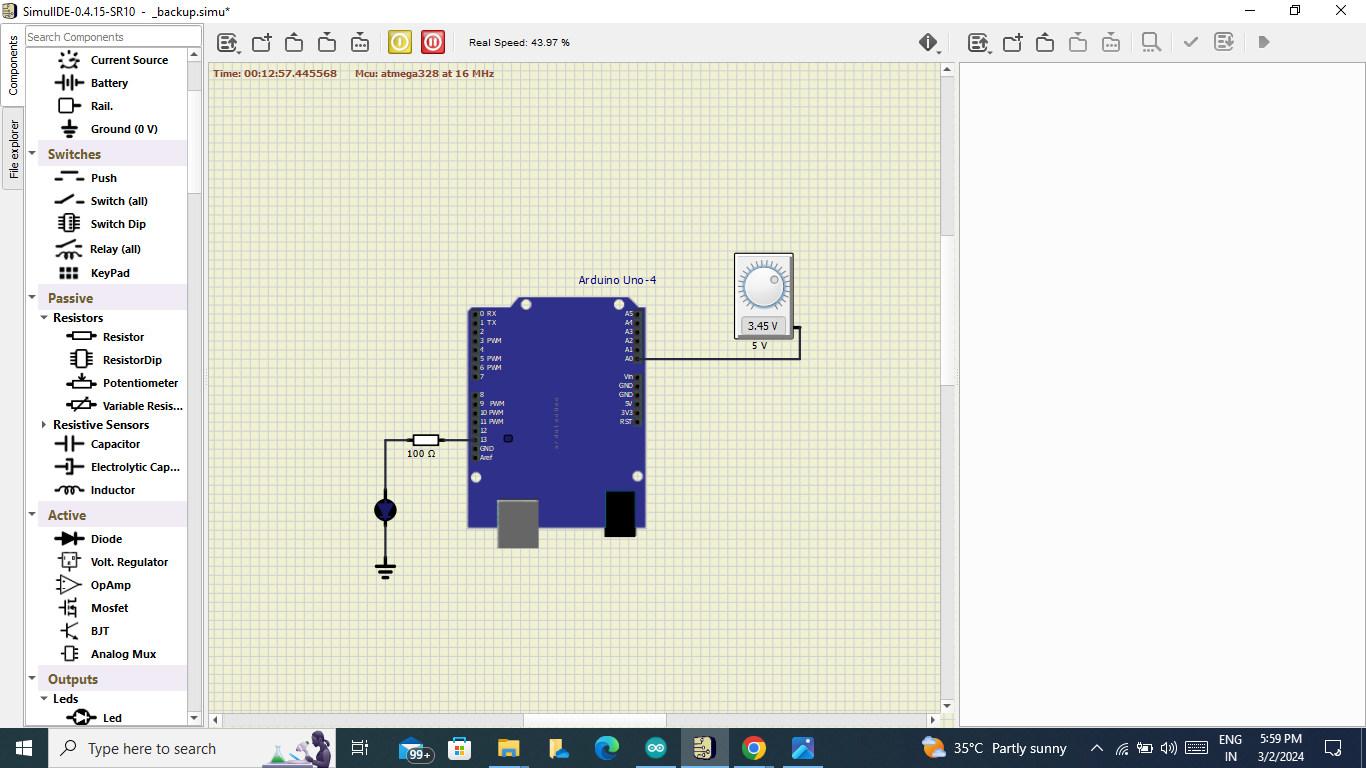 SimulIDE-0.4.15-SR10 - _backup.simu*
Components
File explorer
Search Components
Current Source
Battery
Rail.
Ground (0 V)
Switches
Push
Switch (all)
Switch Dip
Relay (all)
KeyPad
Passive
Resistors
Resistor
ResistorDip
Potentiometer
Variable Resis...
Resistive Sensors
Capacitor
Electrolytic Cap...
Inductor
Active
Diode
Volt. Regulator
OpAmp
Mosfet
BJT
Analog Mux
Outputs
Leds
Led
Real Speed: 43.97 %
Time: 00:12:57.445568 Mcu: atmega328 at 16 MHz
Arduino Uno-4
0 RX
1 TX
2
3 PWM
4
5 PWM
6 PWM
7
8
9 PWM
10 PWM
11 PWM
12
13
GND
Aref
A5
A4
A3
A2
A1
A0
Vin
GND
GND
5V
3V3
RST
arduandho
3.45 V
5 V
100 Ω
Type here to search
99+
35°C Partly sunny
ENG
IN
5:59 PM
3/2/2024